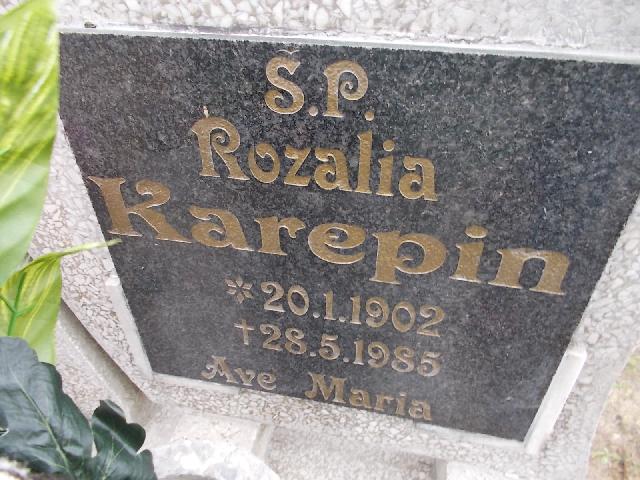 Ś.P.
Rozalia
Karepin
* 20.1.1902
† 28.5.1985
Ave Maria